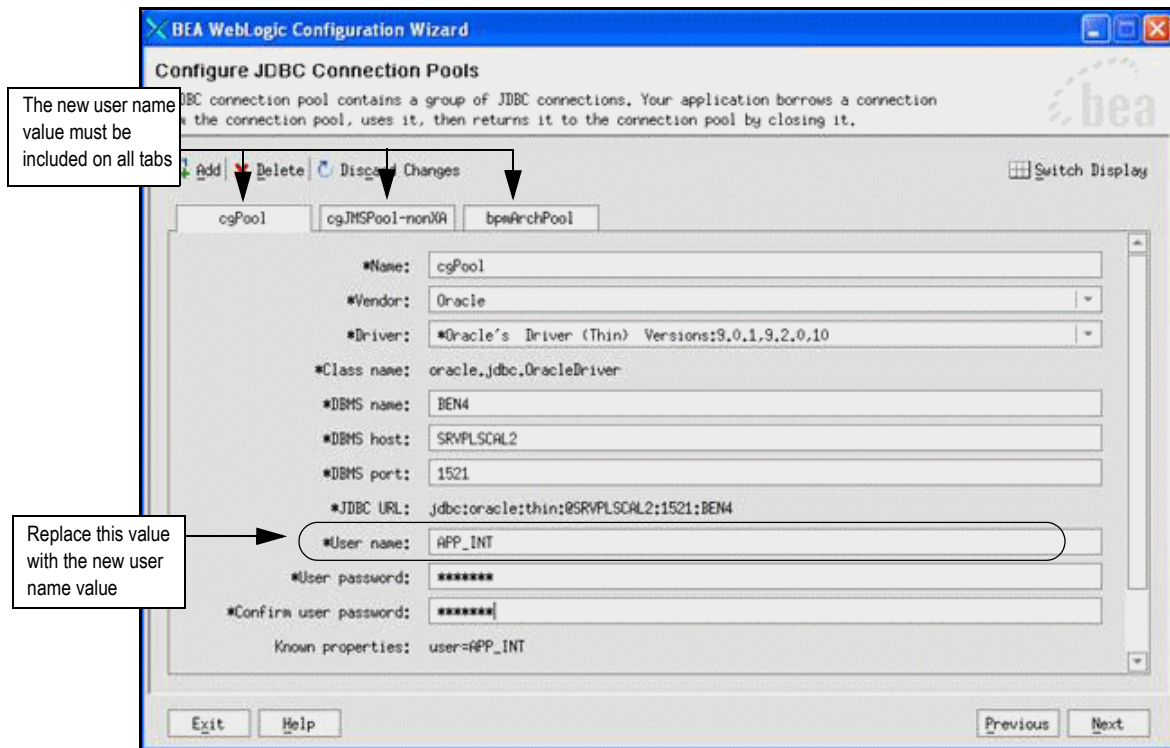 BEA WebLogic Configuration Wizard
Configure JDBC Connection Pools
JDBC connection pool contains a group of JDBC connections. Your application borrows a connection
the connection pool, uses it, then returns it to the connection pool by closing it.
bea
The new user name
value must be
included on all tabs
Add Delete Discard Changes Switch Display
cgPool cgJMSPool-nonXA bpmArchPool
*Name: cgPool
*Vendor: Oracle
*Driver: *Oracle's Driver (Thin) Versions:9.0.1,9.2.0,10
*Class name: oracle.jdbc.OracleDriver
*DBMS name: BEN4
*DBMS host: SRVPLSCAL2
*DBMS port: 1521
*JDBC URL: jdbc:oracle:thin:@SRVPLSCAL2:1521:BEN4
Replace this value
with the new user
name value
*User name: APP_INT
*User password: *******
*Confirm user password: *******
Known properties: user=APP_INT
Exit Help Previous Next